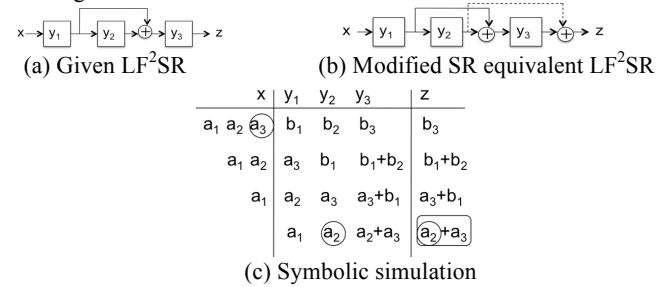 x y₁ y₂ y₃ z
x y₁ y₂ y₃ z
(a) Given LF²SR
(b) Modified SR equivalent LF²SR
x y₁ y₂ y₃ z
a₁ a₂ a₃ b₁ b₂ b₃ b₃
a₁ a₂ a₃ b₁ b₁+b₂ b₁+b₂
a₁ a₂ a₃ a₃+b₁ a₃+b₁
a₁ a₂ a₂+a₃ a₂+a₃
(c) Symbolic simulation